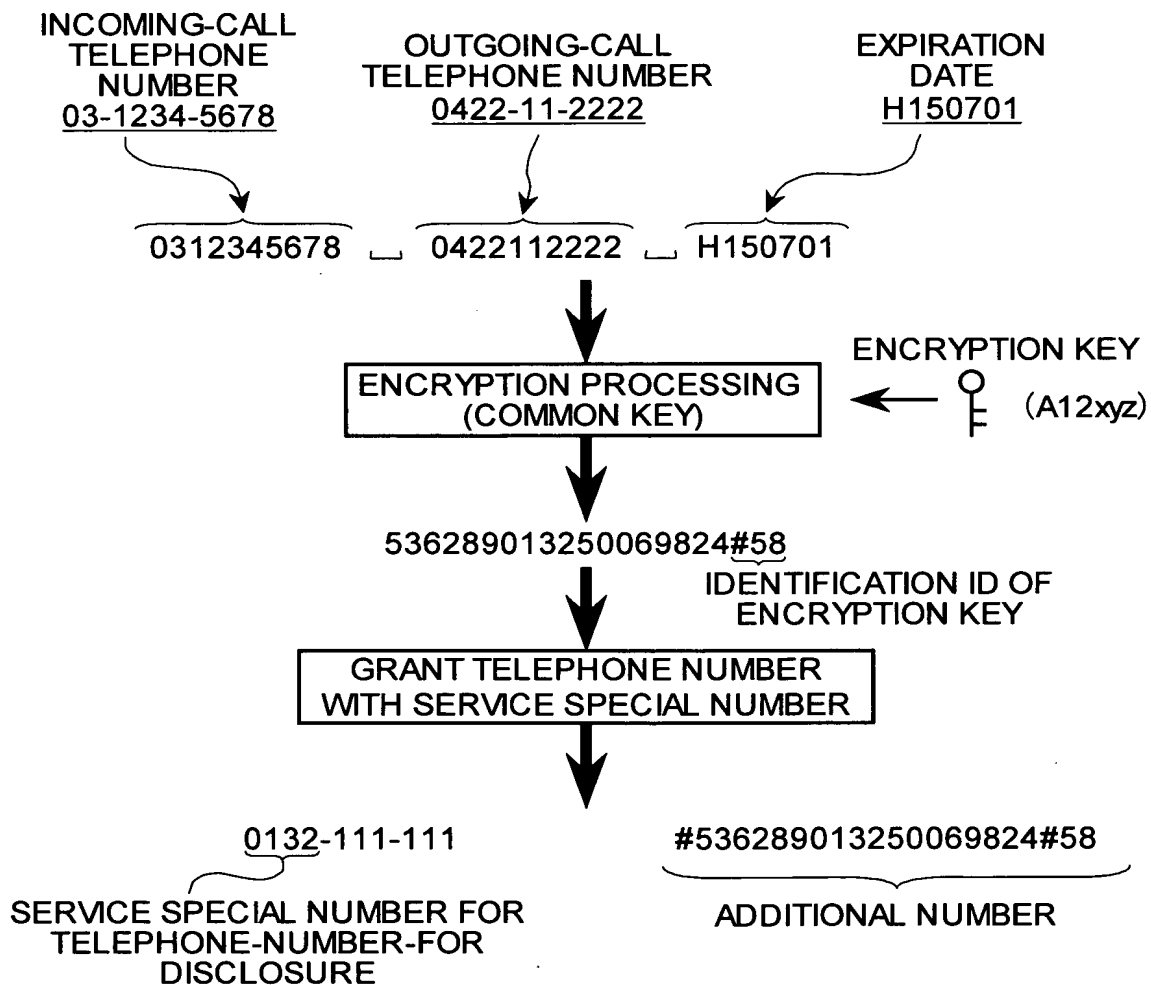 INCOMING-CALL
TELEPHONE
NUMBER
03-1234-5678
OUTGOING-CALL
TELEPHONE NUMBER
0422-11-2222
EXPIRATION
DATE
H150701
0312345678 ␣ 0422112222 ␣ H150701
ENCRYPTION PROCESSING
(COMMON KEY)
ENCRYPTION KEY
(A12xyz)
536289013250069824#58
IDENTIFICATION ID OF
ENCRYPTION KEY
GRANT TELEPHONE NUMBER
WITH SERVICE SPECIAL NUMBER
0132-111-111
SERVICE SPECIAL NUMBER FOR
TELEPHONE-NUMBER-FOR
DISCLOSURE
#536289013250069824#58
ADDITIONAL NUMBER